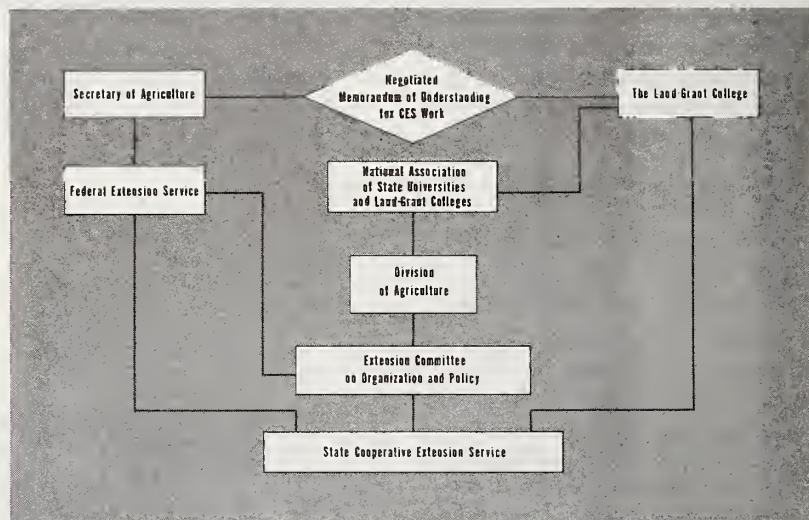 Negotiated
Memorandum of Understanding
for CES Work
Secretary of Agriculture
The Land-Grant College
National Association
of State Universities
and Land-Grant Colleges
Federal Extension Service
Division
of Agriculture
Extension Committee
on Organization and Policy
State Cooperative Extension Service